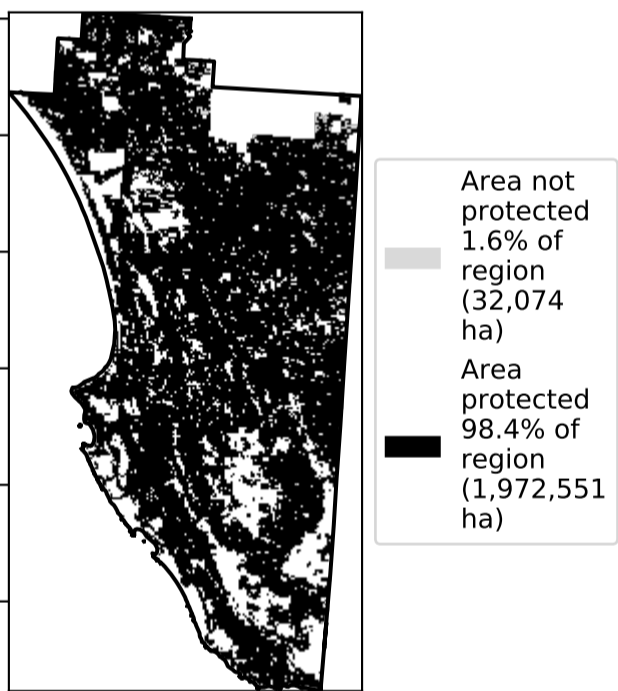 Area not
protected
1.6% of
region
(32,074
ha)
Area
protected
98.4% of
region
(1,972,551
ha)